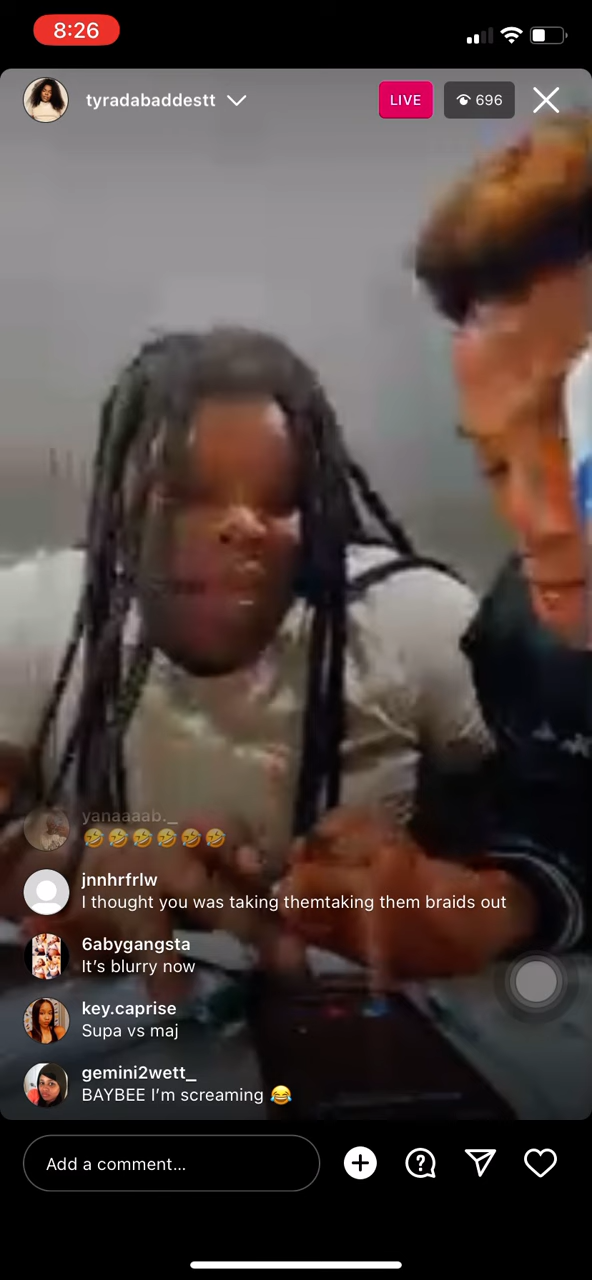 8:26
tyradabaddestt
LIVE
696
yanaaaab._
🤣🤣🤣🤣🤣🤣
jnnhrfrlw
I thought you was taking themtaking them braids out
6abygangsta
It's blurry now
key.caprise
Supa vs maj
gemini2wett_
BAYBEE I'm screaming 😂
Add a comment...